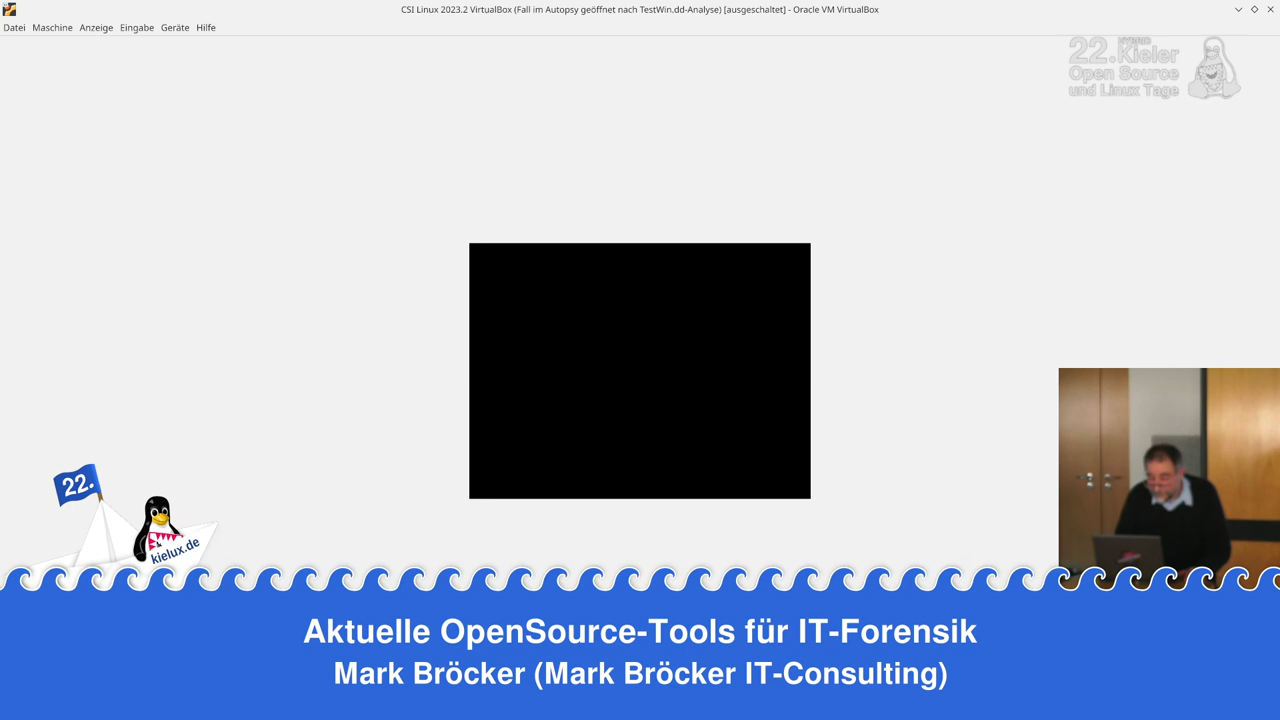 CSI Linux 2023.2 VirtualBox (Fall im Autopsy geöffnet nach TestWin.dd-Analyse) [ausgeschaltet] - Oracle VM VirtualBox
Datei Maschine Anzeige Eingabe Geräte Hilfe
HYBRID
22.Kieler
Open Source
und Linux Tage
22.
kielux.de
Aktuelle OpenSource-Tools für IT-Forensik
Mark Bröcker (Mark Bröcker IT-Consulting)